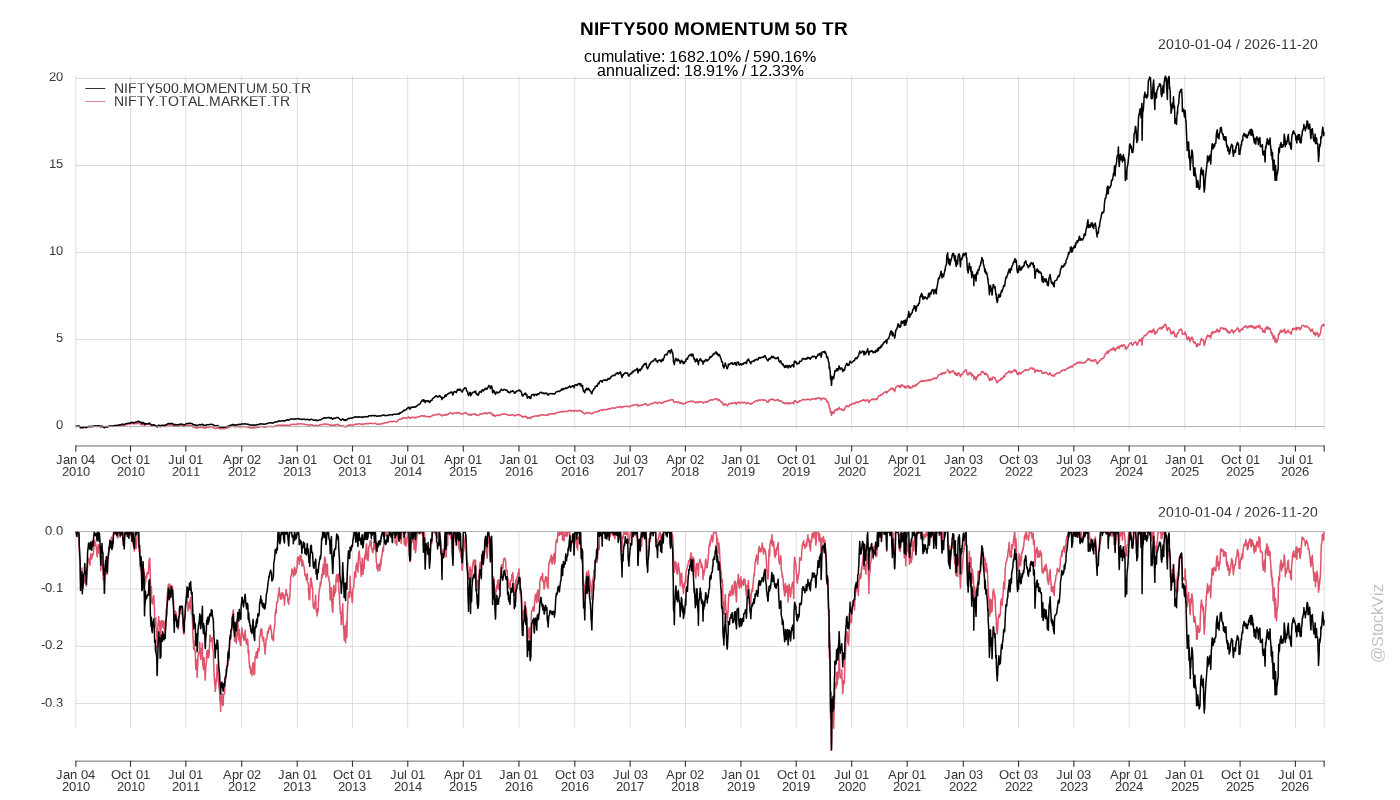 NIFTY500 MOMENTUM 50 TR
2010-01-04 / 2026-11-20
cumulative: 1682.10% / 590.16%
annualized: 18.91% / 12.33%
NIFTY500.MOMENTUM.50.TR
NIFTY.TOTAL.MARKET.TR
20
15
10
5
0
Jan 04 Oct 01 Jul 01 Apr 02 Jan 01 Oct 01 Jul 01 Apr 01 Jan 01 Oct 03 Jul 03 Apr 02 Jan 01 Oct 01 Jul 01 Apr 01 Jan 03 Oct 03 Jul 03 Apr 01 Jan 01 Oct 01 Jul 01
2010 2010 2011 2012 2013 2013 2014 2015 2016 2016 2017 2018 2019 2019 2020 2021 2022 2022 2023 2024 2025 2025 2026
2010-01-04 / 2026-11-20
0.0
-0.1
-0.2
-0.3
Jan 04 Oct 01 Jul 01 Apr 02 Jan 01 Oct 01 Jul 01 Apr 01 Jan 01 Oct 03 Jul 03 Apr 02 Jan 01 Oct 01 Jul 01 Apr 01 Jan 03 Oct 03 Jul 03 Apr 01 Jan 01 Oct 01 Jul 01
2010 2010 2011 2012 2013 2013 2014 2015 2016 2016 2017 2018 2019 2019 2020 2021 2022 2022 2023 2024 2025 2025 2026
@StockViz